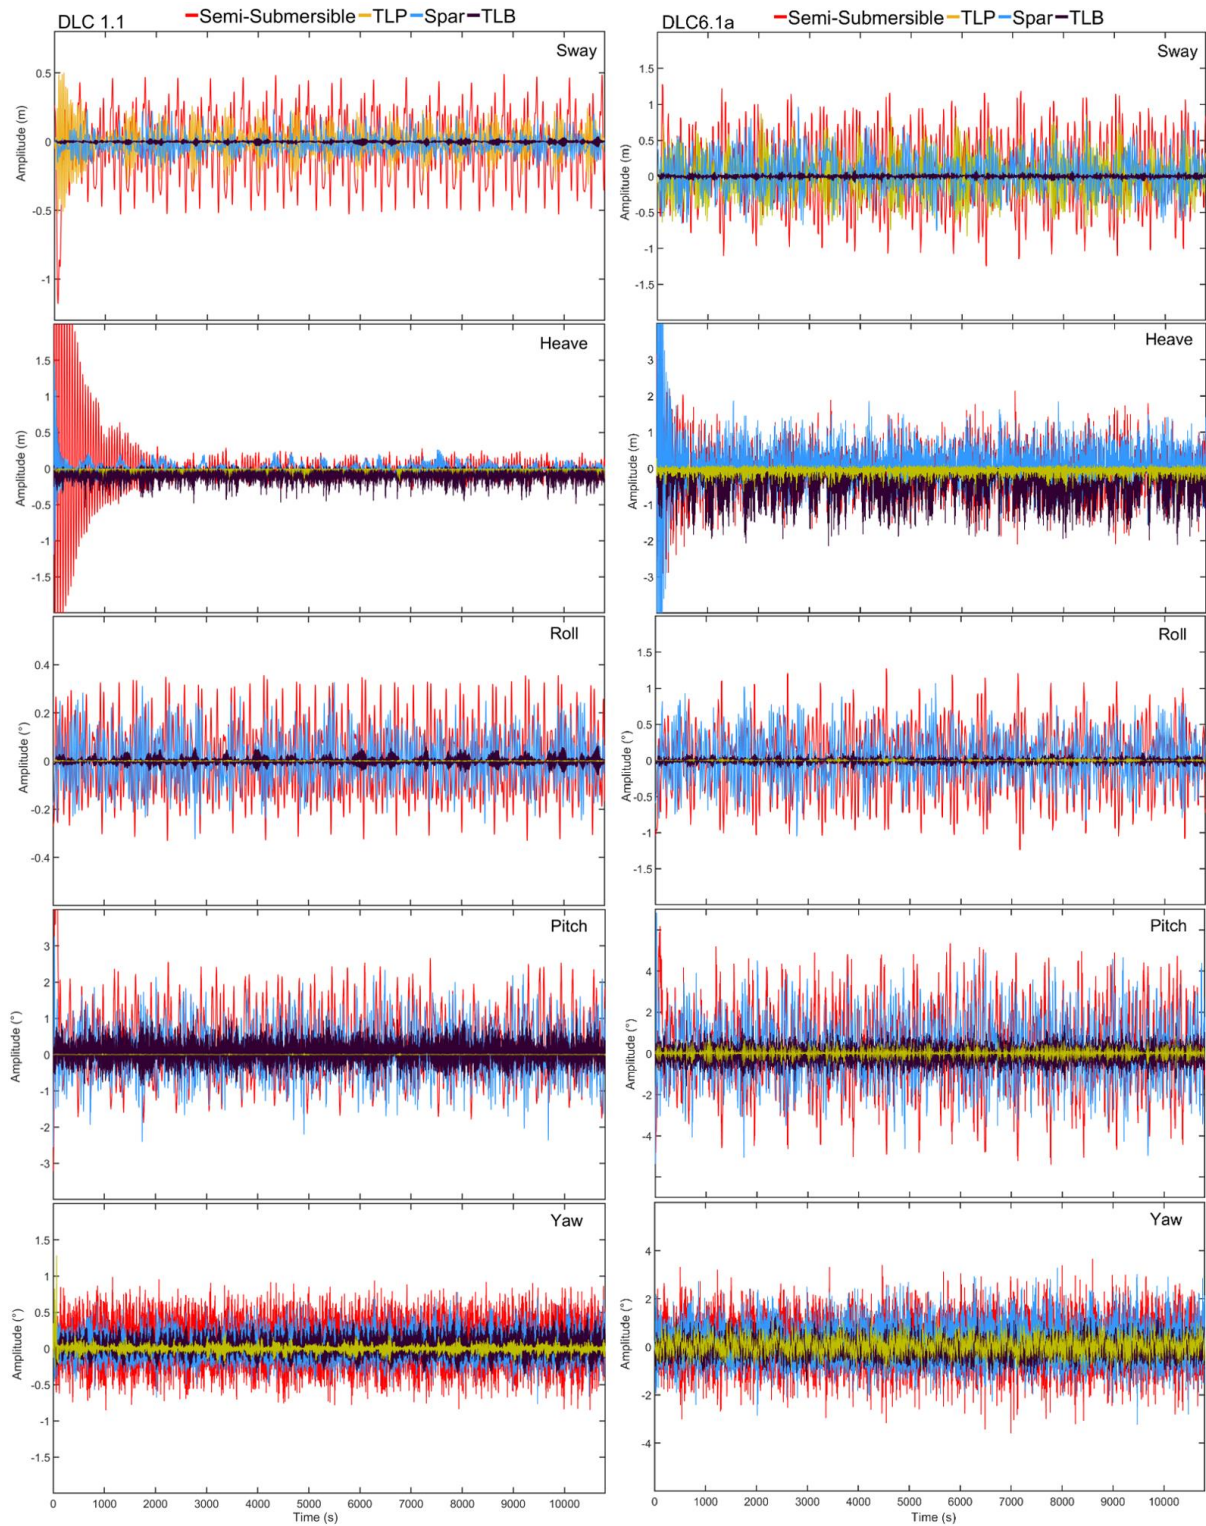 DLC 1.1
Semi-Submersible TLP Spar TLB
Sway
Amplitude (m)
0.5
0
-0.5
-1
Heave
Amplitude (m)
1.5
1
0.5
0
-0.5
-1
-1.5
Roll
Amplitude (°)
0.4
0.2
0
-0.2
-0.4
Pitch
Amplitude (°)
3
2
1
0
-1
-2
-3
Yaw
Amplitude (°)
1.5
1
0.5
0
-0.5
-1
-1.5
0 1000 2000 3000 4000 5000 6000 7000 8000 9000 10000
Time (s)
DLC6.1a
Semi-Submersible TLP Spar TLB
Sway
Amplitude (m)
1.5
1
0.5
0
-0.5
-1
-1.5
Heave
Amplitude (m)
3
2
1
0
-1
-2
-3
Roll
Amplitude (°)
1.5
1
0.5
0
-0.5
-1
-1.5
Pitch
Amplitude (°)
4
2
0
-2
-4
Yaw
Amplitude (°)
4
2
0
-2
-4
0 1000 2000 3000 4000 5000 6000 7000 8000 9000 10000
Time (s)